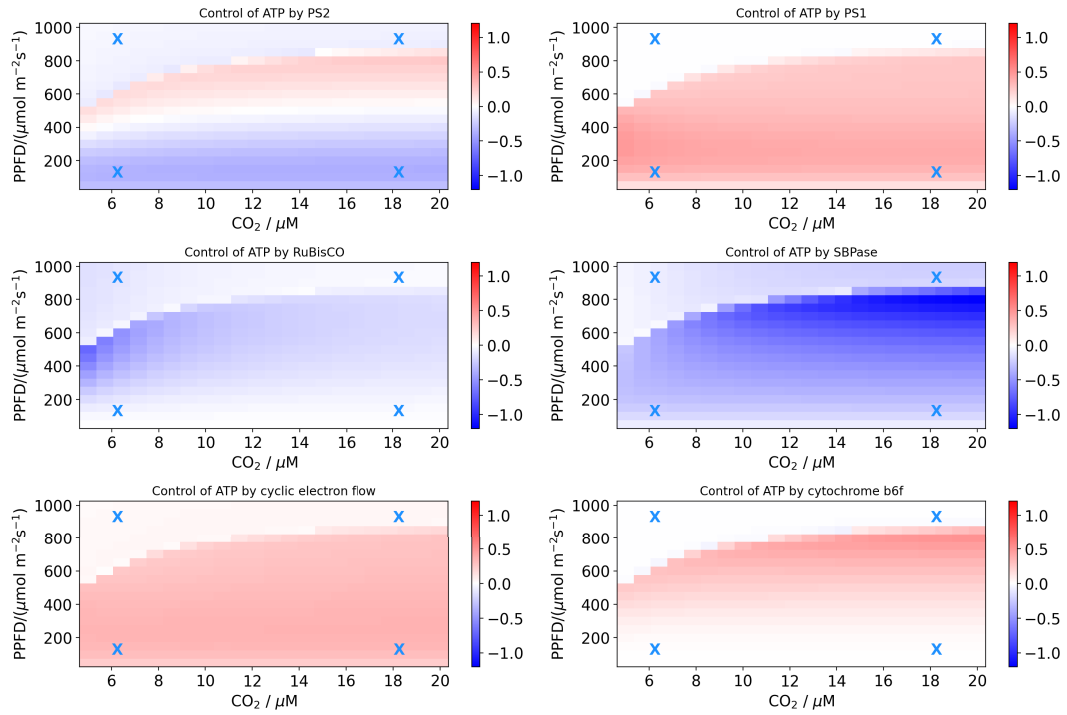 Control of ATP by PS2
PPFD/(μmol m−2s−1)
1000
800
600
400
200
X X
X X
6 8 10 12 14 16 18 20
CO2 / μM
1.0
0.5
0.0
−0.5
−1.0
Control of ATP by PS1
PPFD/(μmol m−2s−1)
1000
800
600
400
200
X X
X X
6 8 10 12 14 16 18 20
CO2 / μM
1.0
0.5
0.0
−0.5
−1.0
Control of ATP by RuBisCO
PPFD/(μmol m−2s−1)
1000
800
600
400
200
X X
X X
6 8 10 12 14 16 18 20
CO2 / μM
1.0
0.5
0.0
−0.5
−1.0
Control of ATP by SBPase
PPFD/(μmol m−2s−1)
1000
800
600
400
200
X X
X X
6 8 10 12 14 16 18 20
CO2 / μM
1.0
0.5
0.0
−0.5
−1.0
Control of ATP by cyclic electron flow
PPFD/(μmol m−2s−1)
1000
800
600
400
200
X X
X X
6 8 10 12 14 16 18 20
CO2 / μM
1.0
0.5
0.0
−0.5
−1.0
Control of ATP by cytochrome b6f
PPFD/(μmol m−2s−1)
1000
800
600
400
200
X X
X X
6 8 10 12 14 16 18 20
CO2 / μM
1.0
0.5
0.0
−0.5
−1.0